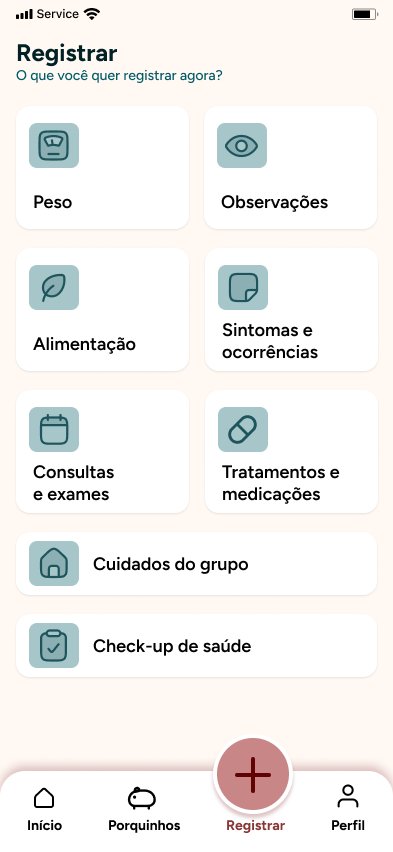 Service
Registrar
O que você quer registrar agora?
Peso
Observações
Alimentação
Sintomas e
ocorrências
Consultas
e exames
Tratamentos e
medicações
Cuidados do grupo
Check-up de saúde
Início
Porquinhos
Registrar
Perfil